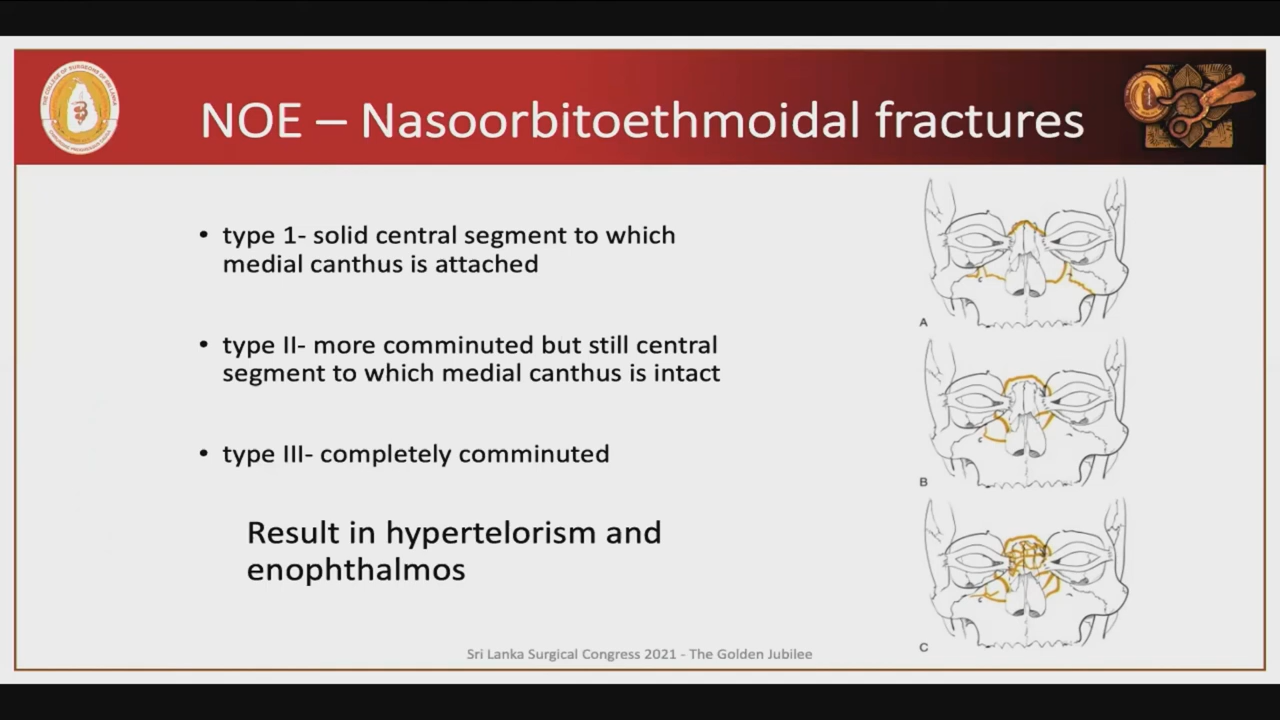 NOE – Nasoorbitoethmoidal fractures
• type 1- solid central segment to which
medial canthus is attached
• type II- more comminuted but still central
segment to which medial canthus is intact
• type III- completely comminuted
Result in hypertelorism and
enophthalmos
A
B
C
Sri Lanka Surgical Congress 2021 - The Golden Jubilee